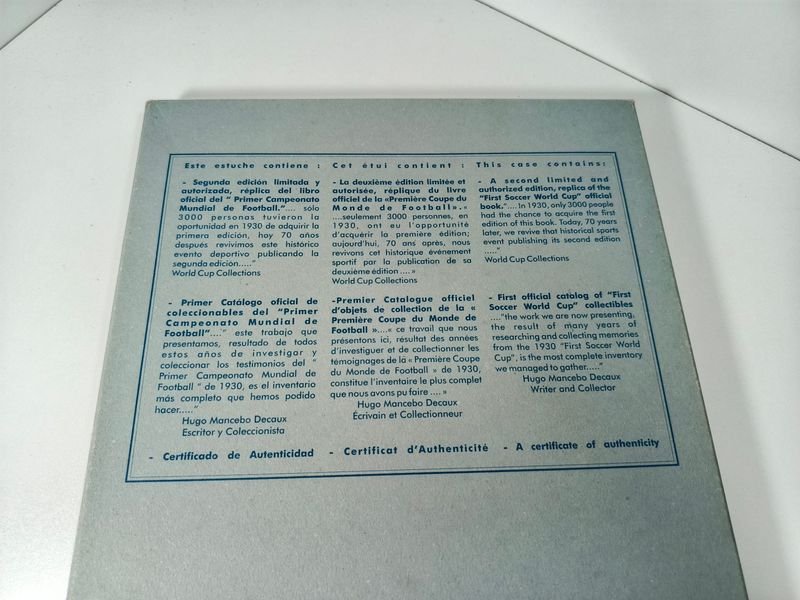 Este estuche contiene :
- Segunda edición limitada y
autorizada, réplica del libro
oficial del " Primer Campeonato
Mundial de Football.".... sólo
3000 personas tuvieron la
oportunidad en 1930 de adquirir la
primera edición, hoy 70 años
después revivimos este histórico
evento deportivo publicando la
segunda edición....."
World Cup Collections
- Primer Catálogo oficial de
coleccionables del "Primer
Campeonato Mundial de
Football"...." este trabajo que
presentamos, resultado de todos
estos años de investigar y
coleccionar los testimonios del "
Primer Campeonato Mundial de
Football " de 1930, es el inventario
más completo que hemos podido
hacer....."
Hugo Mancebo Decaux
Escritor y Coleccionista
- Certificado de Autenticidad
Cet étui contient :
- La deuxième édition limitée et
autorisée, réplique du livre
officiel de la «Première Coupe du
Monde de Football».«
....seulement 3000 personnes, en
1930, ont eu l'opportunité
d'acquérir la première édition;
aujourd'hui, 70 ans après, nous
revivons cet historique événement
sportif par la publication de sa
deuxième édition .... »
World Cup Collections
-Premier Catalogue officiel
d'objets de collection de la «
Première Coupe du Monde de
Football »....« ce travail que nous
présentons ici, résultat des années
d'investiguer et de collectionner les
témoignages de la « Première Coupe
du Monde de Football » de 1930,
constitue l'inventaire le plus complet
que nous avons pu faire .... »
Hugo Mancebo Decaux
Écrivain et Collectionneur
- Certificat d'Authenticité
This case contains:
- A second limited and
authorized edition, replica of the
"First Soccer World Cup" official
book.".... In 1930, only 3000 people
had the chance to acquire the first
edition of this book. Today, 70 years
later, we revive that historical sports
event publishing its second edition
....."
World Cup Collections
- First official catalog of "First
Soccer World Cup" collectibles
...."the work we are now presenting,
the result of many years of
researching and collecting memories
from the 1930 "First Soccer World
Cup", is the most complete inventory
we managed to gather....."
Hugo Mancebo Decaux
Writer and Collector
- A certificate of authenticity